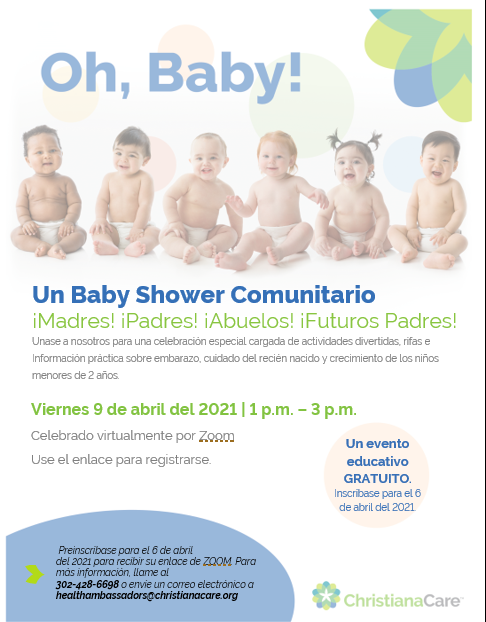 Oh, Baby!
Un Baby Shower Comunitario
¡Madres! ¡Padres! ¡Abuelos! ¡Futuros Padres!
Unase a nosotros para una celebración especial cargada de actividades divertidas, rifas e
Información práctica sobre embarazo, cuidado del recién nacido y crecimiento de los niños
menores de 2 años.
Viernes 9 de abril del 2021 | 1 p.m. – 3 p.m.
Celebrado virtualmente por Zoom
Use el enlace para registrarse.
Un evento
educativo
GRATUITO.
Inscribase para el 6
de abril del 2021.
Preinscribase para el 6 de abril
del 2021 para recibir su enlace de ZOOM. Para
más información, llame al
302-428-6698 o envíe un correo electrónico a
healthambassadors@christianacare.org
ChristianaCare™